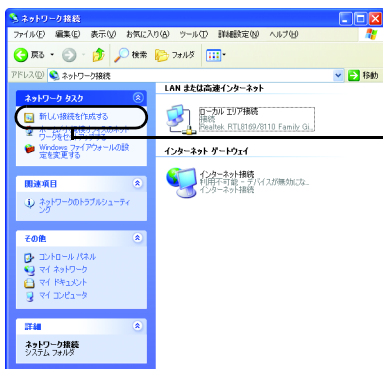 ネットワーク接続
ファイル(F) 編集(E) 表示(V) お気に入り(A) ツール(T) 詳細設定(N) ヘルプ(H)
戻る 検索 フォルダ
アドレス(D) ネットワーク接続 移動
ネットワーク タスク
新しい接続を作成する
Windows ファイアウォールの設
定を変更する
関連項目
ネットワークのトラブルシューティ
ング
その他
コントロール パネル
マイ ネットワーク
マイ ドキュメント
マイ コンピュータ
詳細
ネットワーク接続
システム フォルダ
LAN または高速インターネット
ローカル エリア接続
接続
Realtek RTL8169/8110 Family Gi...
インターネット ゲートウェイ
インターネット接続
利用不可能 - デバイスが無効にな...
インターネット接続